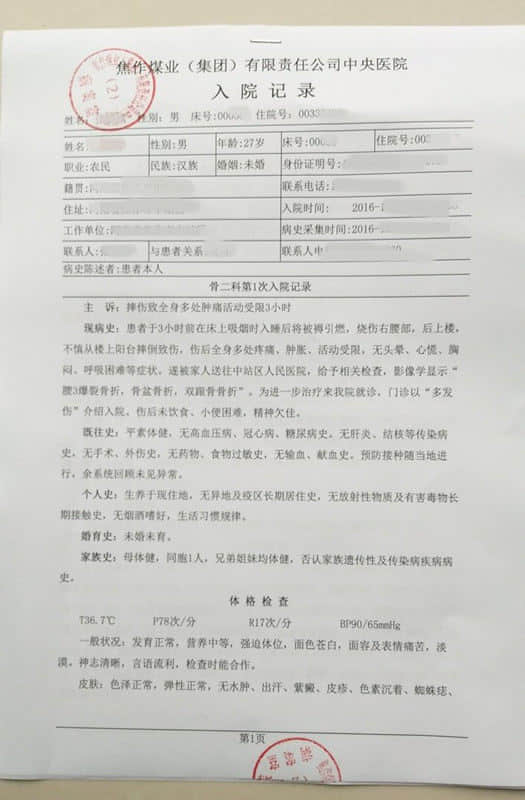 焦作煤业（集团）有限责任公司中央医院
入 院 记 录
姓名: 性别: 男 床号:00 住院号: 0033
姓名: 性别:男 年龄:27岁 床号:00 住院号:00
职业:农民 民族:汉族 婚姻:未婚 身份证明号:
籍贯: 联系电话:
住址: 入院时间: 2016-1
工作单位: 病史采集时间:2016-1
联系人: 与患者关系 联系人
病史陈述者:患者本人
骨二科第1次入院记录
主 诉: 摔伤致全身多处肿痛活动受限3小时
现病史: 患者于3小时前在床上吸烟时入睡后将被褥引燃, 烧伤右腰部, 后上楼,
不慎从楼上阳台摔倒致伤, 伤后全身多处疼痛、肿胀、活动受限, 无头晕、心慌、胸
闷、呼吸困难等症状, 遂被家人送往中站区人民医院, 给予相关检查, 影像学显示“
腰3爆裂骨折, 骨盆骨折, 双跟骨骨折”。为进一步治疗来我院就诊, 门诊以“多发
伤”介绍入院。伤后未饮食、小便困难, 精神欠佳。
既往史: 平素体健, 无高血压病、冠心病、糖尿病史。无肝炎、结核等传染病
史, 无手术、外伤史, 无药物、食物过敏史, 无输血、献血史。预防接种随当地进
行。余系统回顾未见异常。
个人史: 生养于现住地, 无异地及疫区长期居住史, 无放射性物质及有害毒物长
期接触史, 无烟酒嗜好, 生活习惯规律。
婚育史: 未婚未育。
家族史: 母体健, 同胞1人, 兄弟姐妹均体健, 否认家族遗传性及传染病疾病病
史。
体 格 检 查
T36.7℃ P78次/分 R17次/分 BP90/65mmHg
一般状况: 发育正常, 营养中等, 强迫体位, 面色苍白, 面容及表情痛苦, 淡
漠, 神志清晰, 言语流利, 检查时能合作。
皮肤: 色泽正常, 弹性正常, 无水肿、出汗、紫癜、皮疹、色素沉着、蜘蛛痣、
第1页